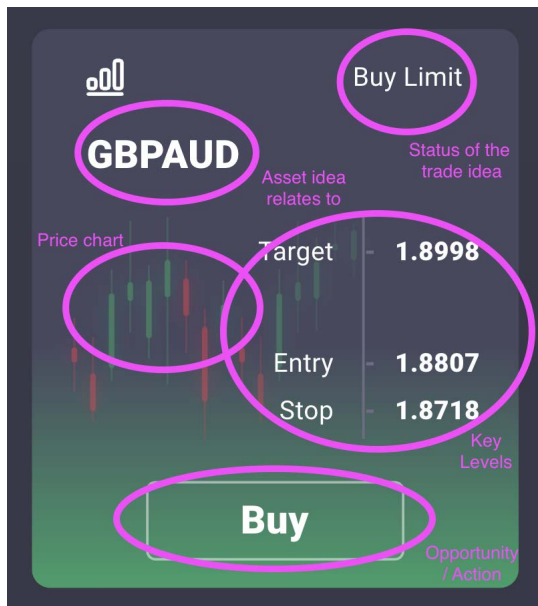 Buy Limit
GBPAUD
Status of the
trade idea
Asset idea
relates to
Price chart
Target - 1.8998
Entry - 1.8807
Stop - 1.8718
Key
Levels
Buy
Opportunity
/ Action